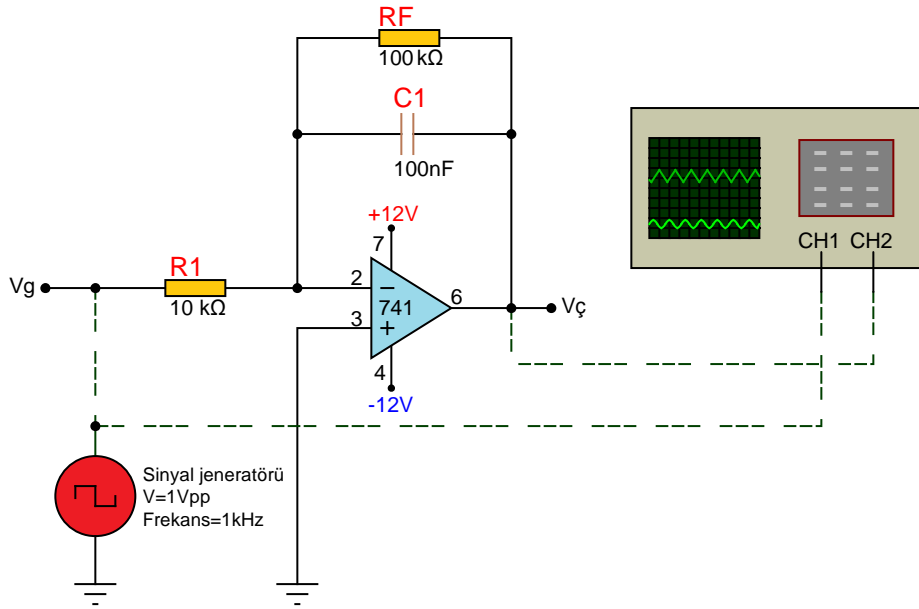 RF
100 kΩ
C1
100nF
+12V
7
CH1 CH2
R1
Vg
10 kΩ
2
741
6
Vç
3
4
-12V
Sinyal jeneratörü
V=1Vpp
Frekans=1kHz